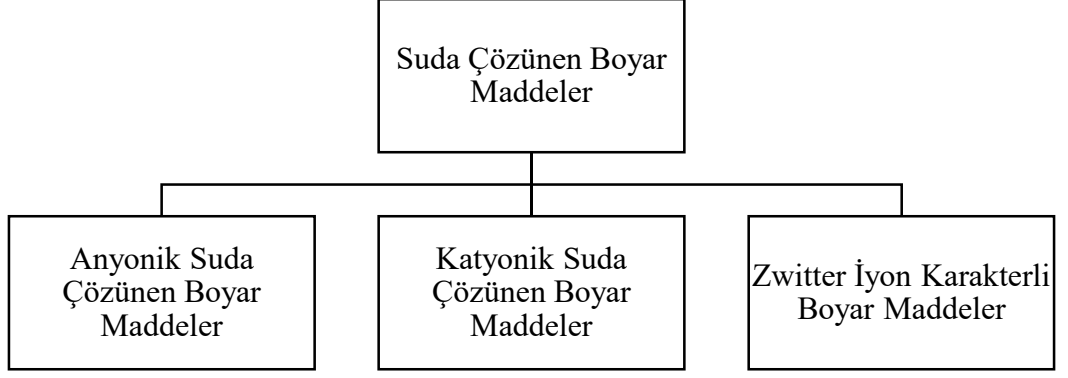 Suda Çözünen Boyar
Maddeler
Anyonik Suda
Çözünen Boyar
Maddeler
Katyonik Suda
Çözünen Boyar
Maddeler
Zwitter İyon Karakterli
Boyar Maddeler